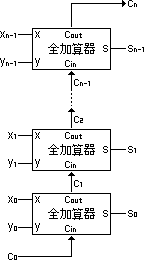 Cn
Xn-1 X Cout
全加算器 S Sn-1
yn-1 y Cin
Cn-1
C2
X1 X Cout
全加算器 S S1
y1 y Cin
C1
X0 X Cout
全加算器 S S0
y0 y Cin
C0